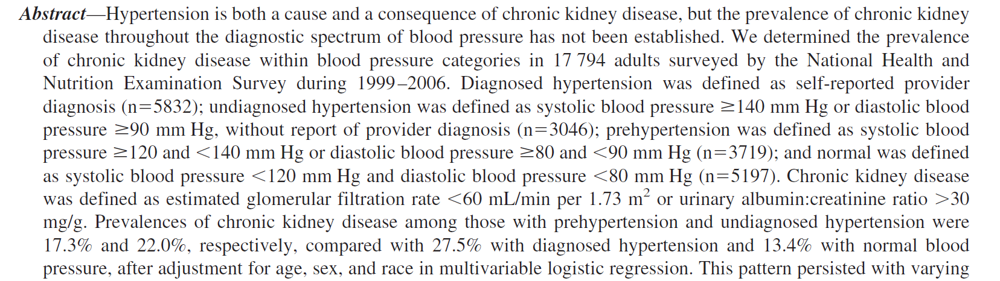 Abstract—Hypertension is both a cause and a consequence of chronic kidney disease, but the prevalence of chronic kidney
disease throughout the diagnostic spectrum of blood pressure has not been established. We determined the prevalence
of chronic kidney disease within blood pressure categories in 17 794 adults surveyed by the National Health and
Nutrition Examination Survey during 1999–2006. Diagnosed hypertension was defined as self-reported provider
diagnosis (n=5832); undiagnosed hypertension was defined as systolic blood pressure ≥140 mm Hg or diastolic blood
pressure ≥90 mm Hg, without report of provider diagnosis (n=3046); prehypertension was defined as systolic blood
pressure ≥120 and <140 mm Hg or diastolic blood pressure ≥80 and <90 mm Hg (n=3719); and normal was defined
as systolic blood pressure <120 mm Hg and diastolic blood pressure <80 mm Hg (n=5197). Chronic kidney disease
was defined as estimated glomerular filtration rate <60 mL/min per 1.73 m² or urinary albumin:creatinine ratio >30
mg/g. Prevalences of chronic kidney disease among those with prehypertension and undiagnosed hypertension were
17.3% and 22.0%, respectively, compared with 27.5% with diagnosed hypertension and 13.4% with normal blood
pressure, after adjustment for age, sex, and race in multivariable logistic regression. This pattern persisted with varying